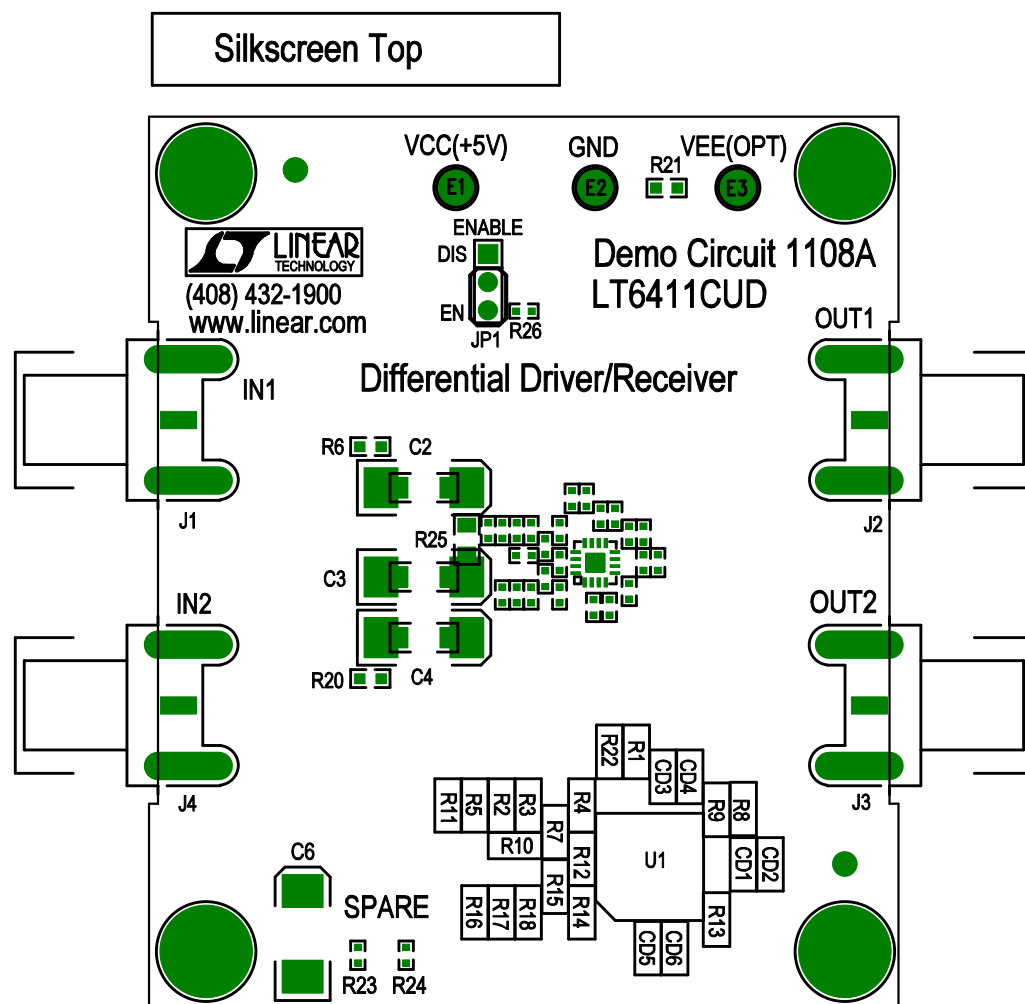 Silkscreen Top
VCC(+5V)
GND
VEE(OPT)
R21
E1
E2
E3
ENABLE
DIS
EN
JP1
R26
LINEAR
TECHNOLOGY
(408) 432-1900
www.linear.com
Demo Circuit 1108A
LT6411CUD
OUT1
IN1
Differential Driver/Receiver
R6
C2
J1
J2
R25
C3
IN2
OUT2
R20
C4
J4
J3
R22
R1
CD3
CD4
R11
R5
R2
R3
R4
R9
R8
R7
R10
R12
U1
CD1
CD2
C6
R15
SPARE
R16
R17
R18
R14
R13
CD5
CD6
R23
R24